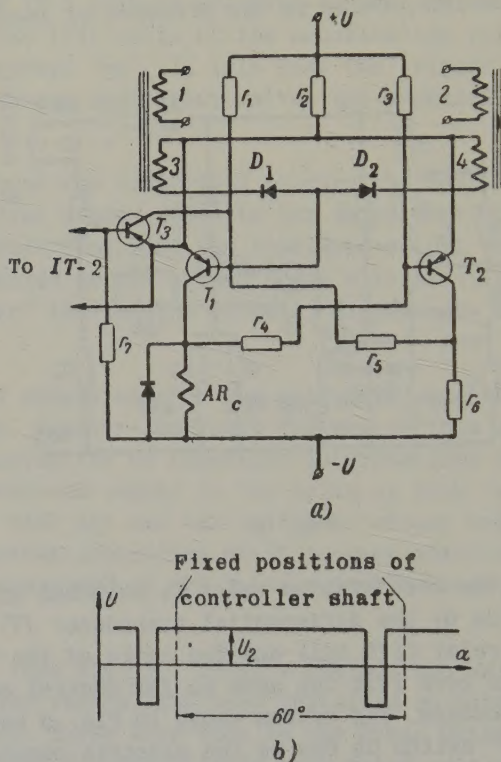 +U
r1 r2 r3
1 2
3 D1 D2 4
T3
To IT-2 T1 T2
r4
r7 r5
ARc r6
-U
a)
Fixed positions of
controller shaft
U
U2 α
60°
b)